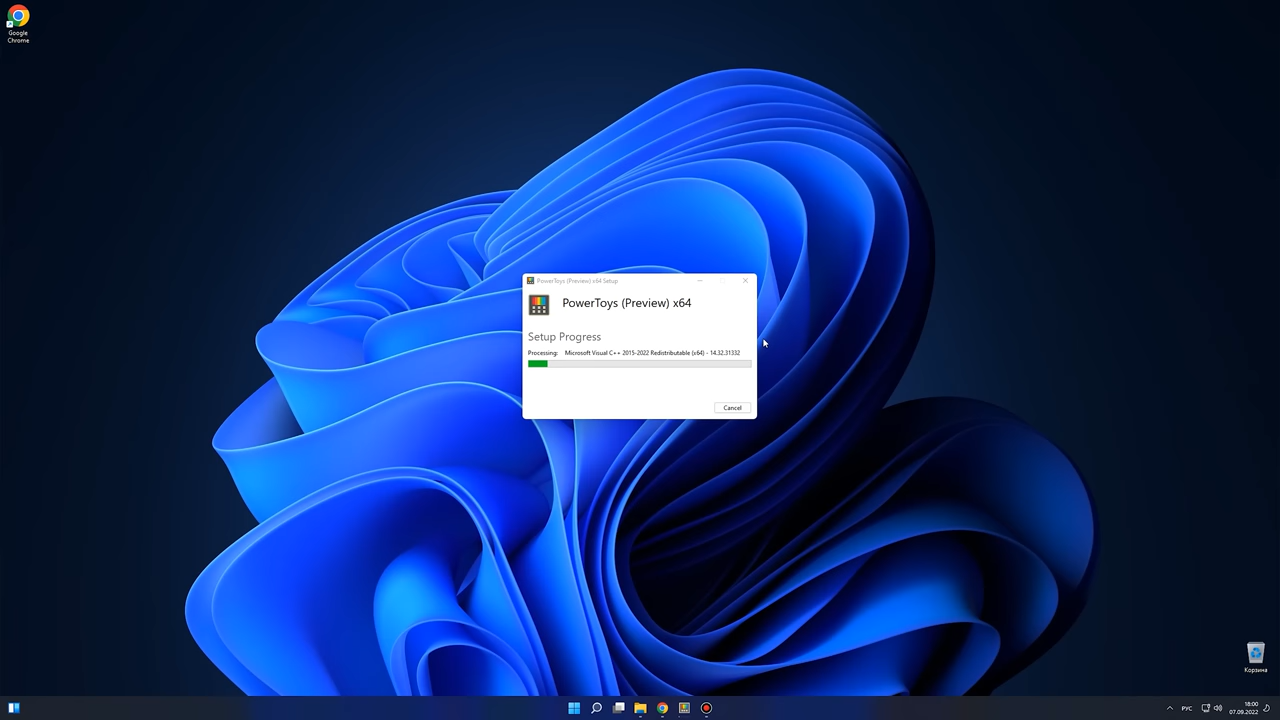 Google
Chrome
PowerToys (Preview) x64 Setup
PowerToys (Preview) x64
Setup Progress
Processing: Microsoft Visual C++ 2015-2022 Redistributable (x64) - 14.32.31332
Cancel
Корзина
РУС
18:00
07.09.2022